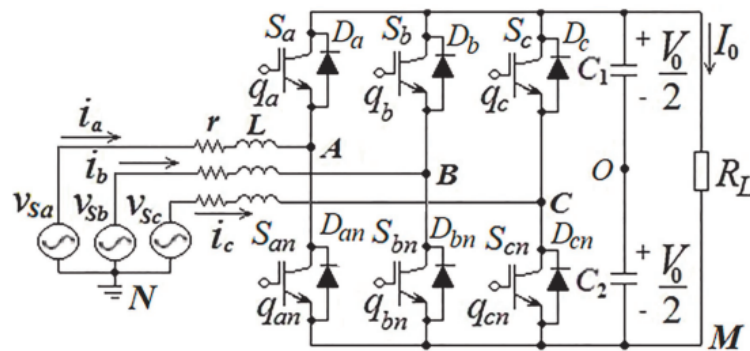 Sa Da Sb Db Sc Dc
qa qb qc
C1 + V0/2 -
I0
ia r L A
ib B
vSa vSb vSc ic C
O RL
San Dan Sbn Dbn Scn Dcn
qan qbn qcn
C2 + V0/2 -
N
M